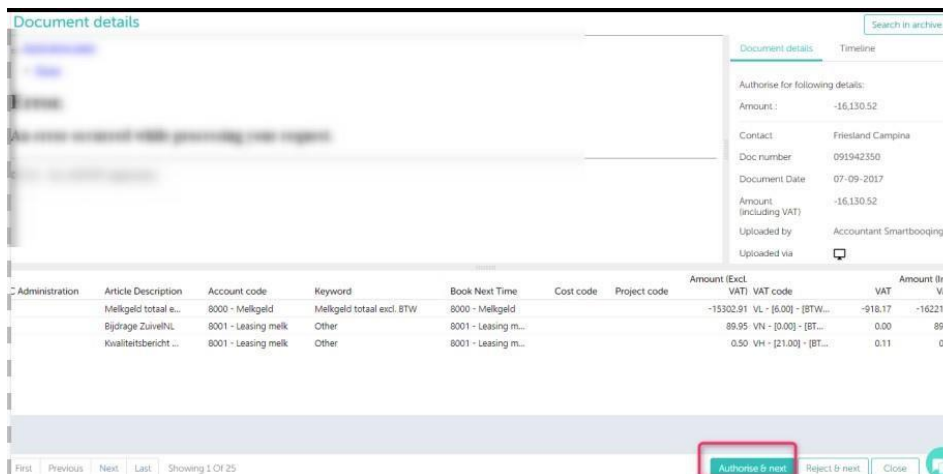 Document details
Search in archive
Error.
An error occurred while processing your request.
Document details Timeline
Authorise for following details:
Amount : -16,130.52
Contact Friesland Campina
Doc number 091942350
Document Date 07-09-2017
Amount (including VAT) -16,130.52
Uploaded by Accountant Smartbooqing
Uploaded via
Administration Article Description Account code Keyword Book Next Time Cost code Project code Amount (Excl. VAT) VAT code VAT Amount (In
Melkgeld totaal e... 8000 - Melkgeld Melkgeld totaal excl. BTW 8000 - Melkgeld -15302.91 VL - [6.00] - [BTW... -918.17 -16221
Bijdrage ZuivelNL 8001 - Leasing melk Other 8001 - Leasing m... 89.95 VN - [0.00] - [BT... 0.00 89
Kwaliteitsbericht ... 8001 - Leasing melk Other 8001 - Leasing m... 0.50 VH - [21.00] - [BT... 0.11 0
First Previous Next Last Showing 1 Of 25
Authorise & next Reject & next Close